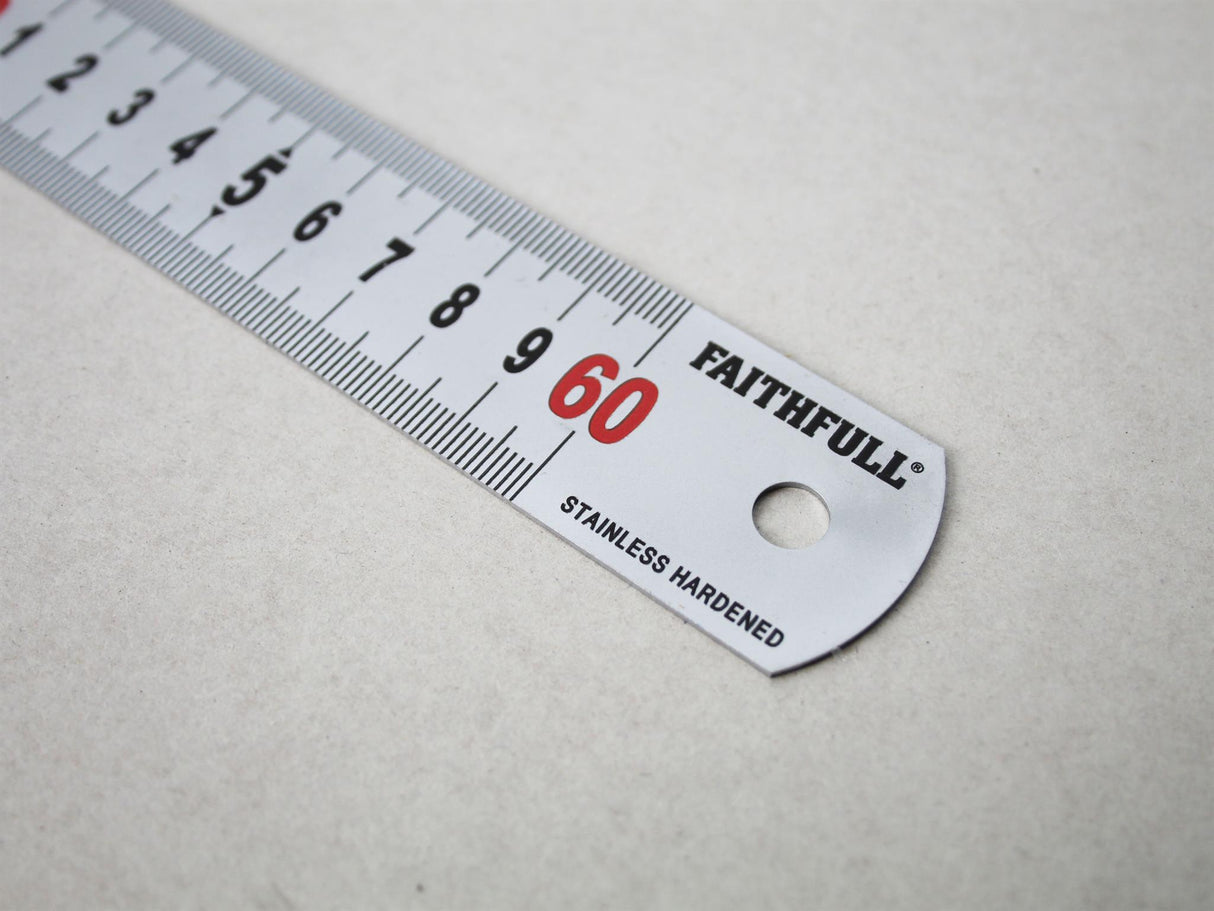 1 2 3 4 5 6 7 8 9 60
FAITHFULL®
STAINLESS HARDENED